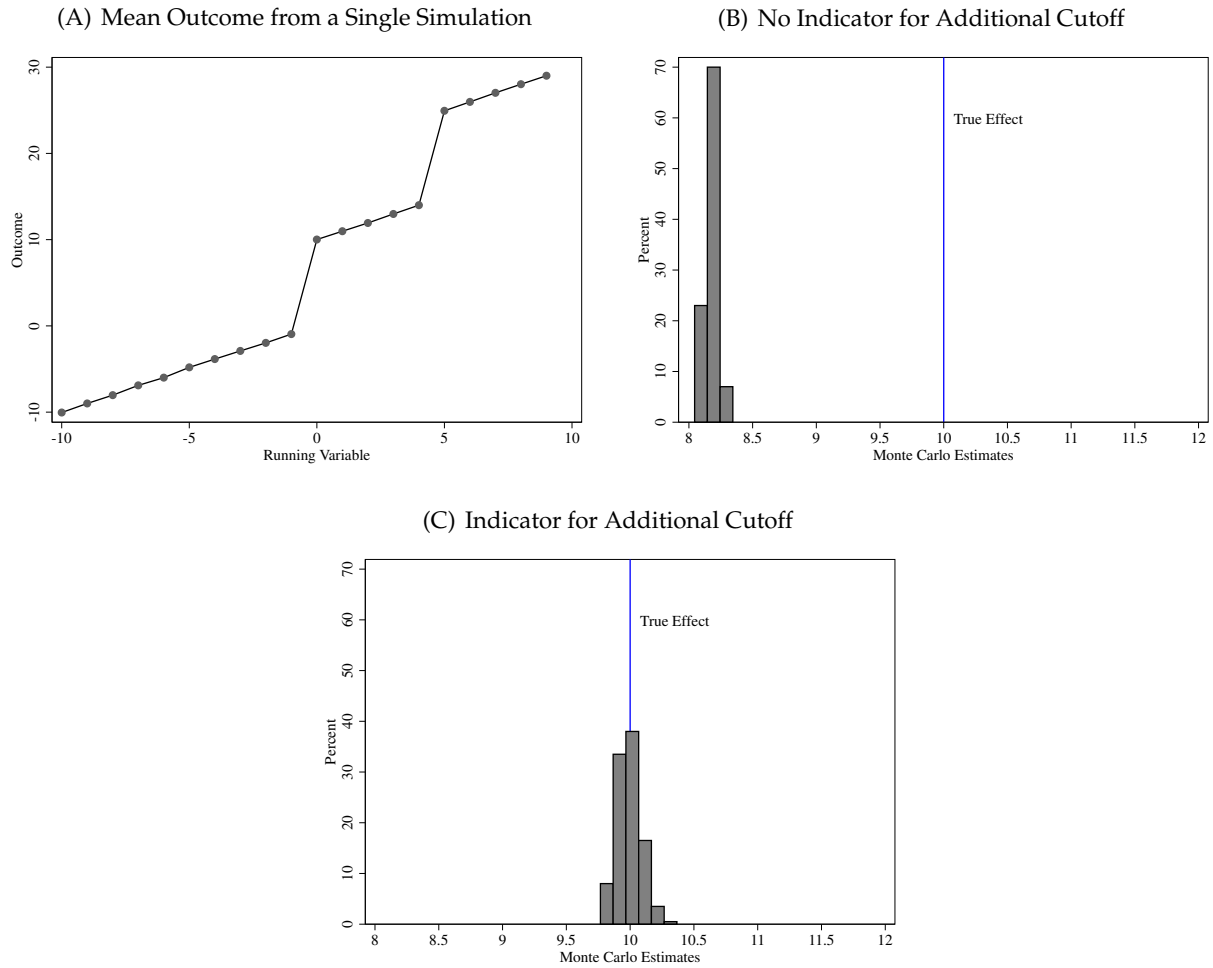 (A) Mean Outcome from a Single Simulation
30
20
10
0
-10
Outcome
-10 -5 0 5 10
Running Variable
(B) No Indicator for Additional Cutoff
70
60
50
40
30
20
10
0
Percent
True Effect
8 8.5 9 9.5 10 10.5 11 11.5 12
Monte Carlo Estimates
(C) Indicator for Additional Cutoff
70
60
50
40
30
20
10
0
Percent
True Effect
8 8.5 9 9.5 10 10.5 11 11.5 12
Monte Carlo Estimates